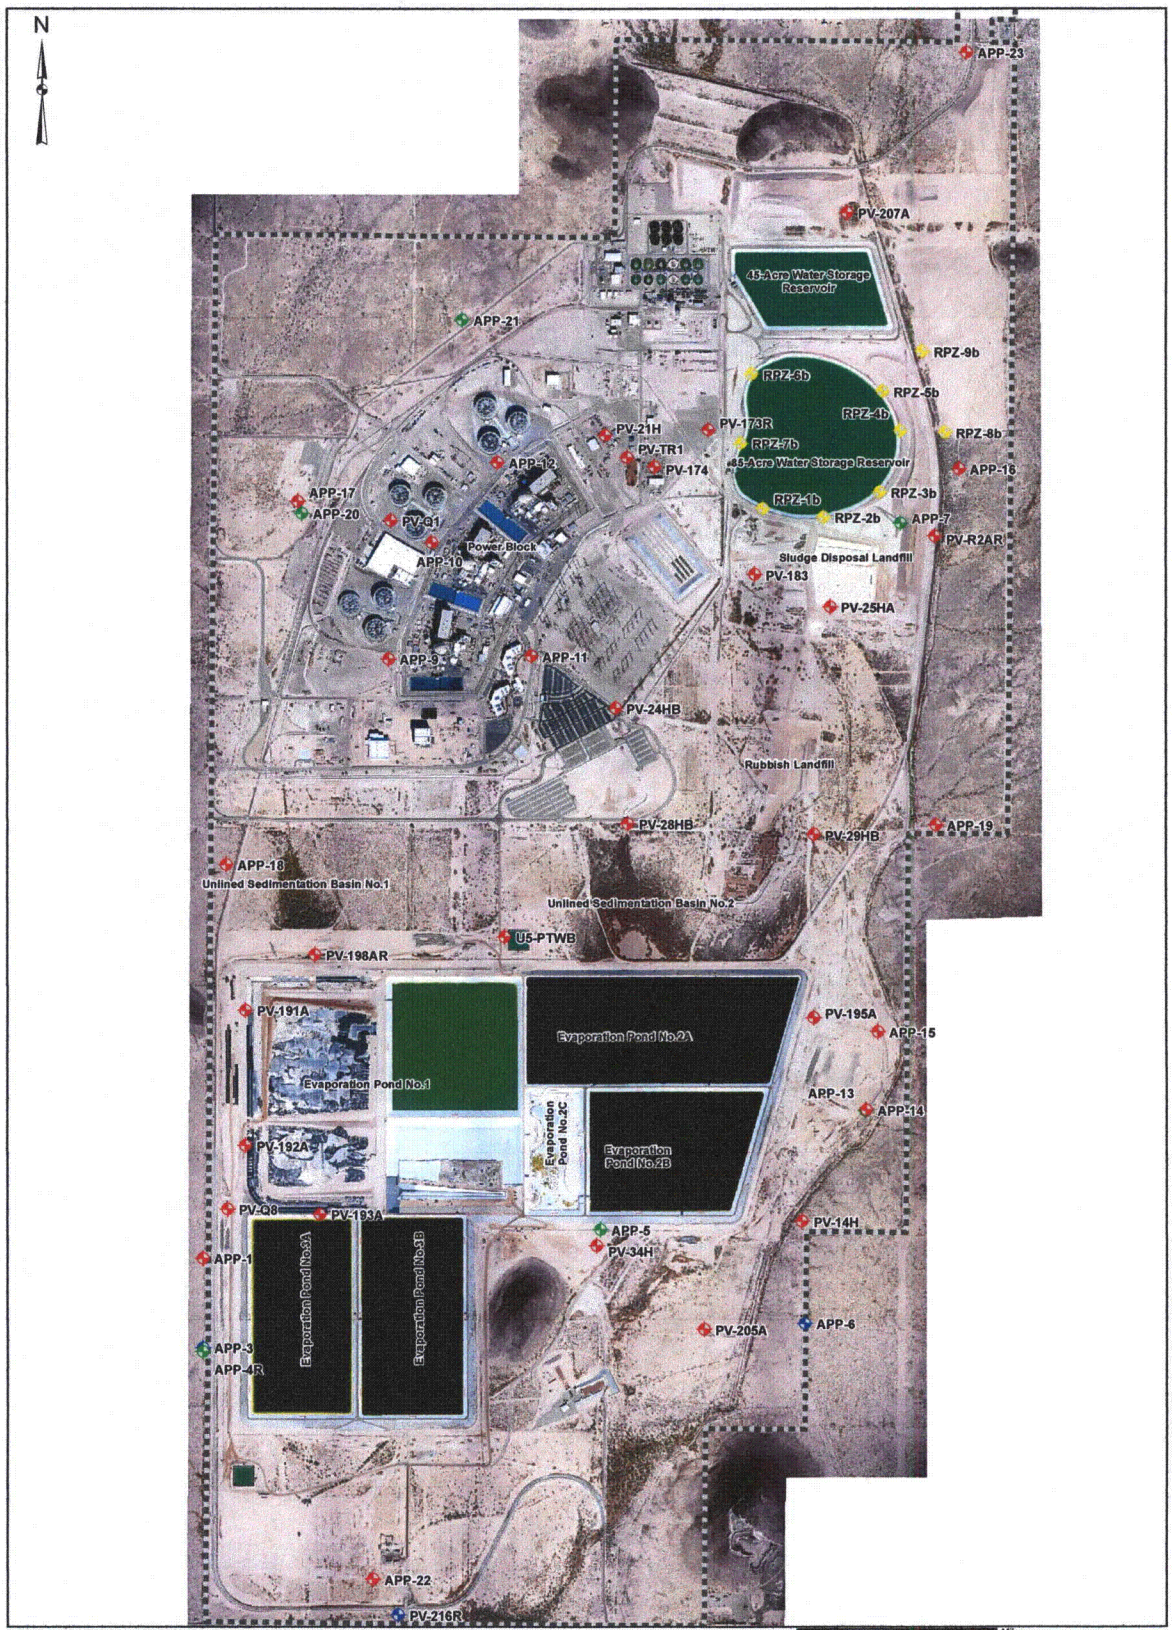 N
APP-23
PV-207A
45-Acre Water Storage
Reservoir
APP-21
RPZ-9b
RPZ-6b
RPZ-5b
RPZ-4b
PV-21H
PV-173R
RPZ-8b
RPZ-7b
PV-TR1
APP-12
PV-174
85-Acre Water Storage Reservoir
APP-16
APP-17
RPZ-3b
RPZ-1b
APP-20
RPZ-2b
APP-7
PV-Q1
PV-R2AR
Power Block
APP-10
Sludge Disposal Landfill
PV-183
PV-25HA
APP-9
APP-11
PV-24HB
Rubbish Landfill
PV-28HB
APP-19
PV-29HB
APP-18
Unlined Sedimentation Basin No.1
Unlined Sedimentation Basin No.2
U5-PTWB
PV-198AR
PV-191A
PV-195A
APP-15
Evaporation Pond No.2A
Evaporation Pond No.1
APP-13
APP-14
Evaporation
Pond No.2C
PV-192A
Evaporation
Pond No.2B
PV-Q8
PV-193A
PV-14H
APP-5
PV-34H
APP-1
Evaporation Pond No.3A
Evaporation Pond No.3B
APP-6
PV-205A
APP-3
APP-4R
APP-22
PV-216R